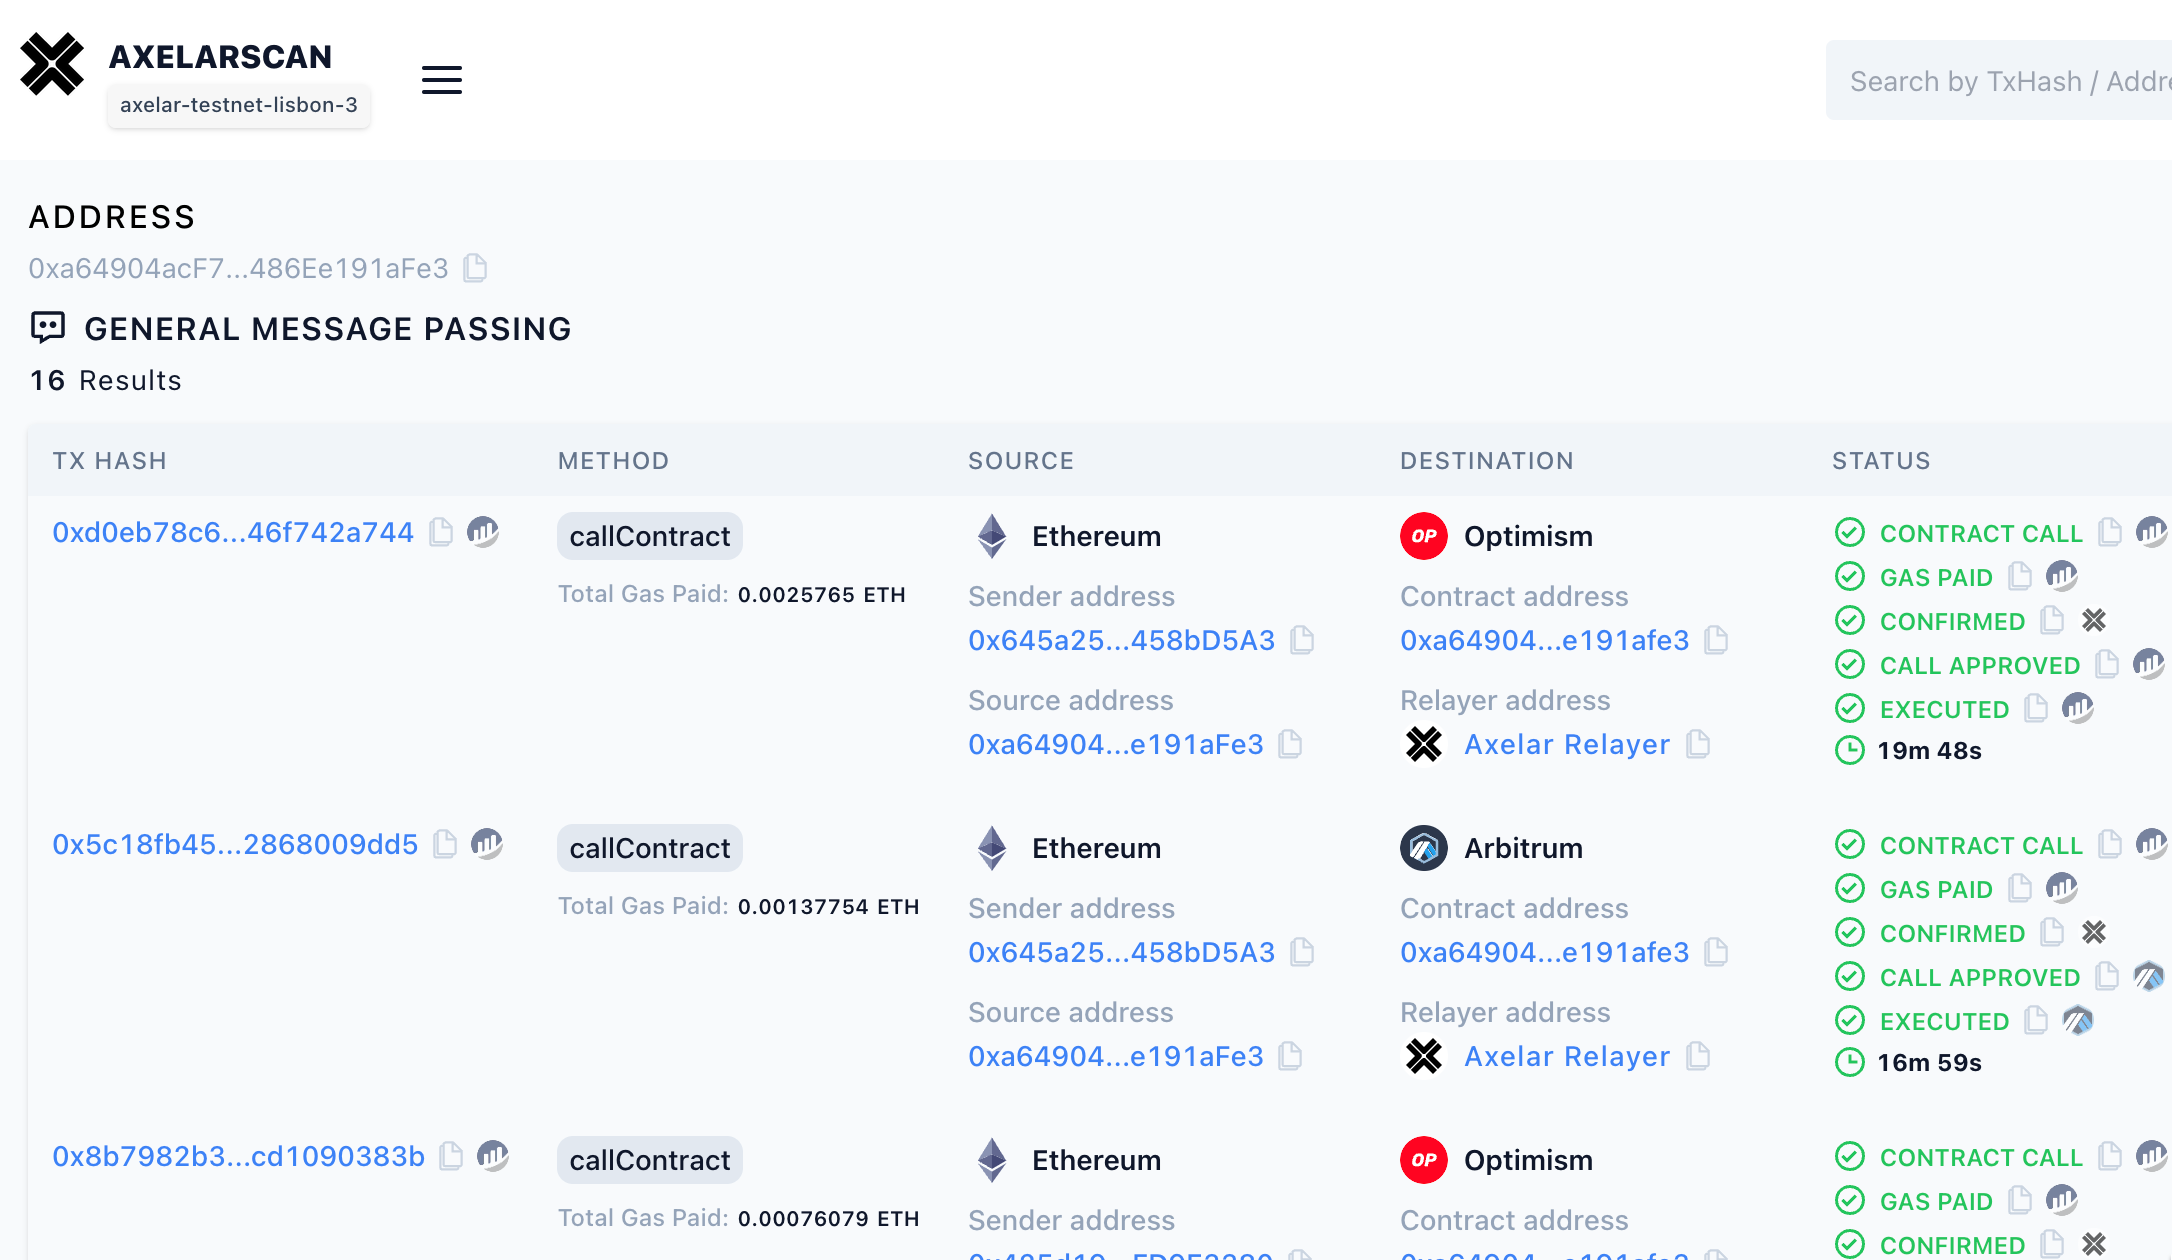 AXELARSCAN
axelar-testnet-lisbon-3
Search by TxHash / Addre
ADDRESS
0xa64904acF7...486Ee191aFe3
GENERAL MESSAGE PASSING
16 Results
TX HASH METHOD SOURCE DESTINATION STATUS
0xd0eb78c6...46f742a744
callContract
Total Gas Paid: 0.0025765 ETH
Ethereum
Sender address
0x645a25...458bD5A3
Source address
0xa64904...e191aFe3
OP Optimism
Contract address
0xa64904...e191afe3
Relayer address
Axelar Relayer
CONTRACT CALL
GAS PAID
CONFIRMED
CALL APPROVED
EXECUTED
19m 48s
0x5c18fb45...2868009dd5
callContract
Total Gas Paid: 0.00137754 ETH
Ethereum
Sender address
0x645a25...458bD5A3
Source address
0xa64904...e191aFe3
Arbitrum
Contract address
0xa64904...e191afe3
Relayer address
Axelar Relayer
CONTRACT CALL
GAS PAID
CONFIRMED
CALL APPROVED
EXECUTED
16m 59s
0x8b7982b3...cd1090383b
callContract
Total Gas Paid: 0.00076079 ETH
Ethereum
Sender address
OP Optimism
Contract address
0xa64904...e191afe3
CONTRACT CALL
GAS PAID
CONFIRMED